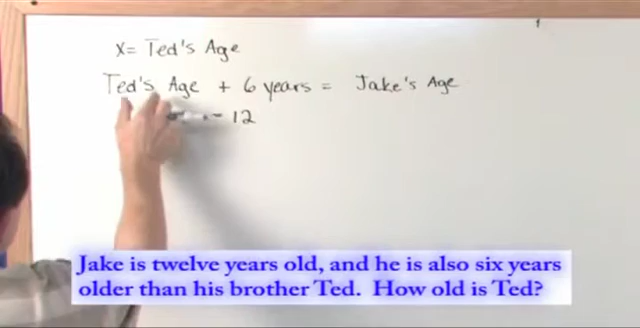 x = Ted's Age
Ted's Age + 6 years = Jake's Age
= 12
Jake is twelve years old, and he is also six years
older than his brother Ted. How old is Ted?